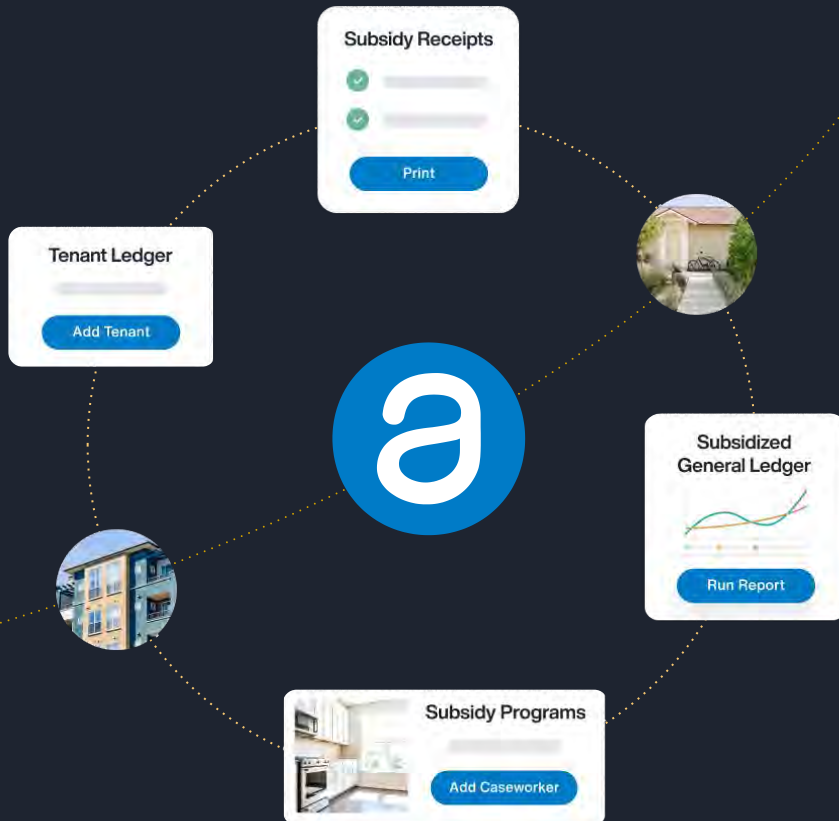 Subsidy Receipts
Print
Tenant Ledger
Add Tenant
a
Subsidized
General Ledger
Run Report
Subsidy Programs
Add Caseworker